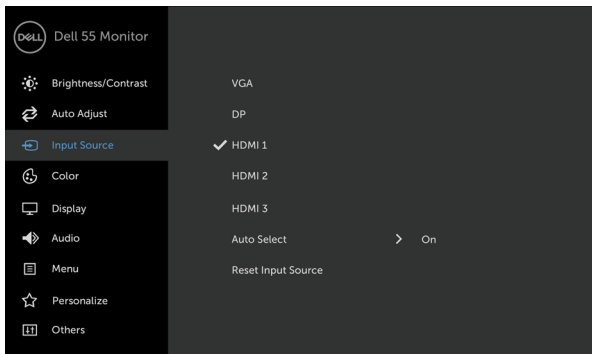 DELL Dell 55 Monitor
Brightness/Contrast
VGA
Auto Adjust
DP
Input Source
HDMI 1
Color
HDMI 2
Display
HDMI 3
Audio
Auto Select On
Menu
Reset Input Source
Personalize
Others